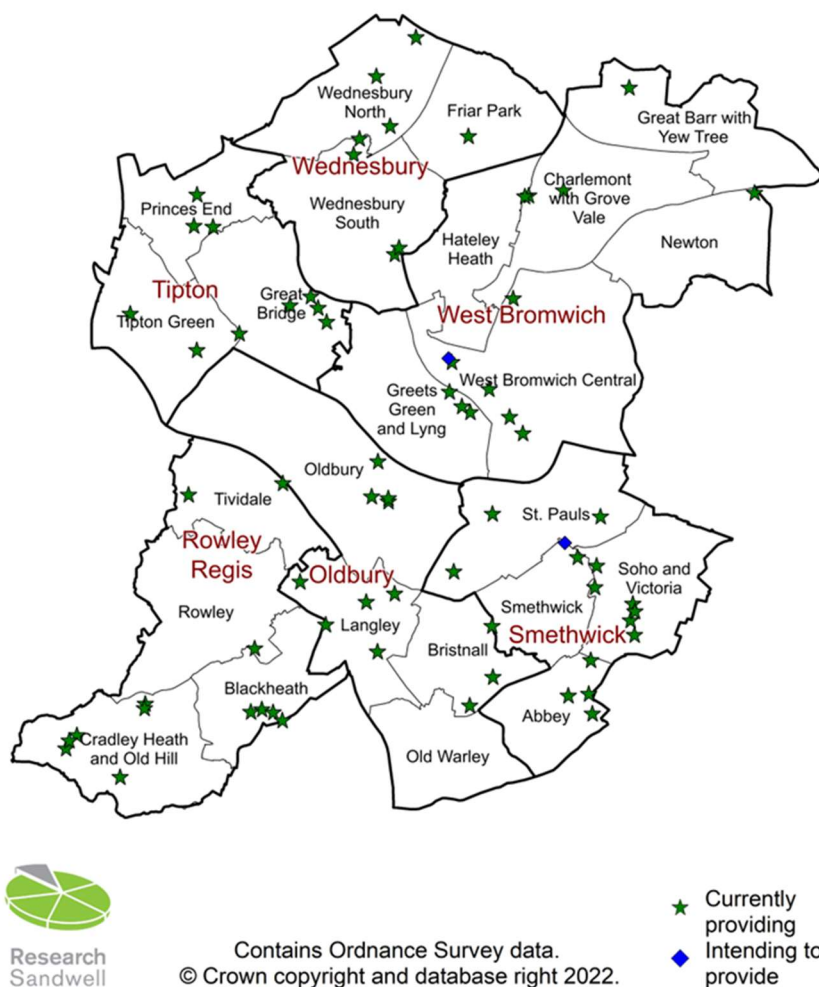 Wednesbury
North
Friar Park
Great Barr with
Yew Tree
Wednesbury
Princes End
Wednesbury
South
Charlemont
with Grove
Vale
Hateley
Heath
Newton
Tipton
Great
Bridge
Tipton Green
West Bromwich
West Bromwich Central
Greets
Green
and Lyng
Oldbury
Tividale
St. Pauls
Rowley
Regis
Oldbury
Soho and
Victoria
Rowley
Langley
Smethwick
Smethwick
Bristnall
Blackheath
Abbey
Cradley Heath
and Old Hill
Old Warley
Research
Sandwell
Contains Ordnance Survey data.
© Crown copyright and database right 2022.
Currently
providing
Intending to
provide